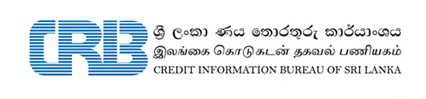 CRIB
ශ්‍රී ලංකා ණය තොරතුරු කාර්යාංශය
இலங்கை கொடுகடன் தகவல் பணியகம்
CREDIT INFORMATION BUREAU OF SRI LANKA